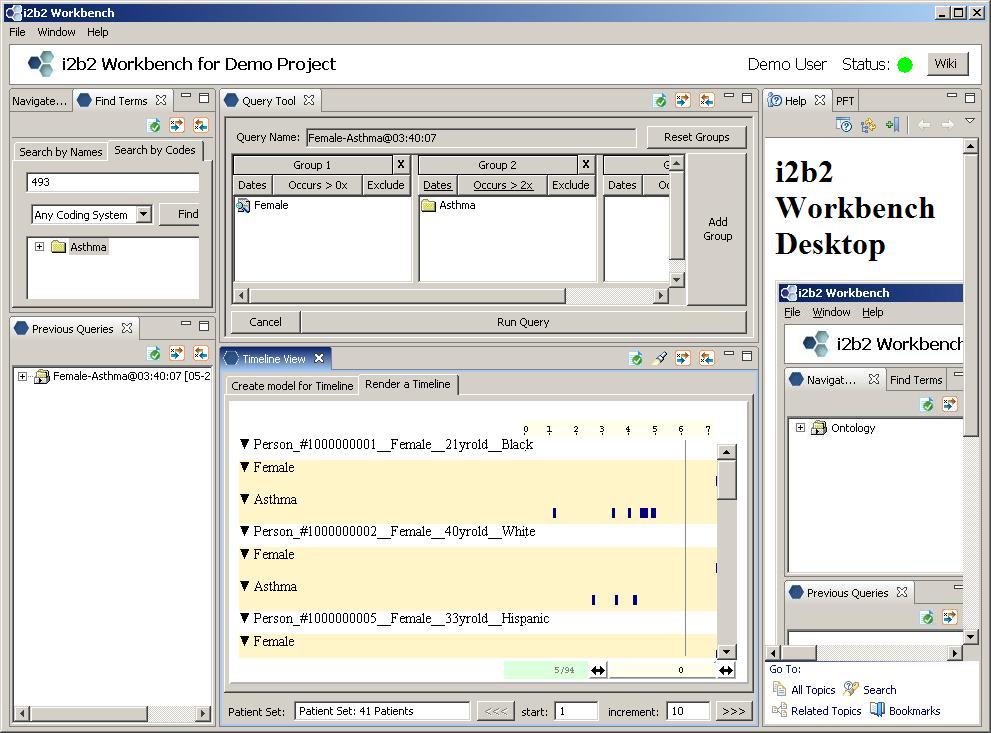 i2b2 Workbench
File Window Help
i2b2 Workbench for Demo Project
Demo User Status: Wiki
Navigate... Find Terms
Search by Names Search by Codes
493
Any Coding System Find
Asthma
Previous Queries
Female-Asthma@03:40:07 [05-2
Query Tool
Query Name: Female-Asthma@03:40:07 Reset Groups
Group 1 X Group 2 X G
Dates Occurs > 0x Exclude Dates Occurs > 2x Exclude Dates Oc
Female Asthma
Add Group
Cancel Run Query
Timeline View
Create model for Timeline Render a Timeline
0 1 2 3 4 5 6 7
Person_#1000000001__Female__21yrold__Black
Female
Asthma
Person_#1000000002__Female__40yrold__White
Female
Asthma
Person_#1000000005__Female__33yrold__Hispanic
Female
5/94 0
Patient Set: Patient Set: 41 Patients <<< start: 1 increment: 10 >>>
Help PFT
i2b2
Workbench
Desktop
i2b2 Workbench
File Window Help
i2b2 Workbench
Navigat... Find Terms
Ontology
Previous Queries
Go To:
All Topics Search
Related Topics Bookmarks